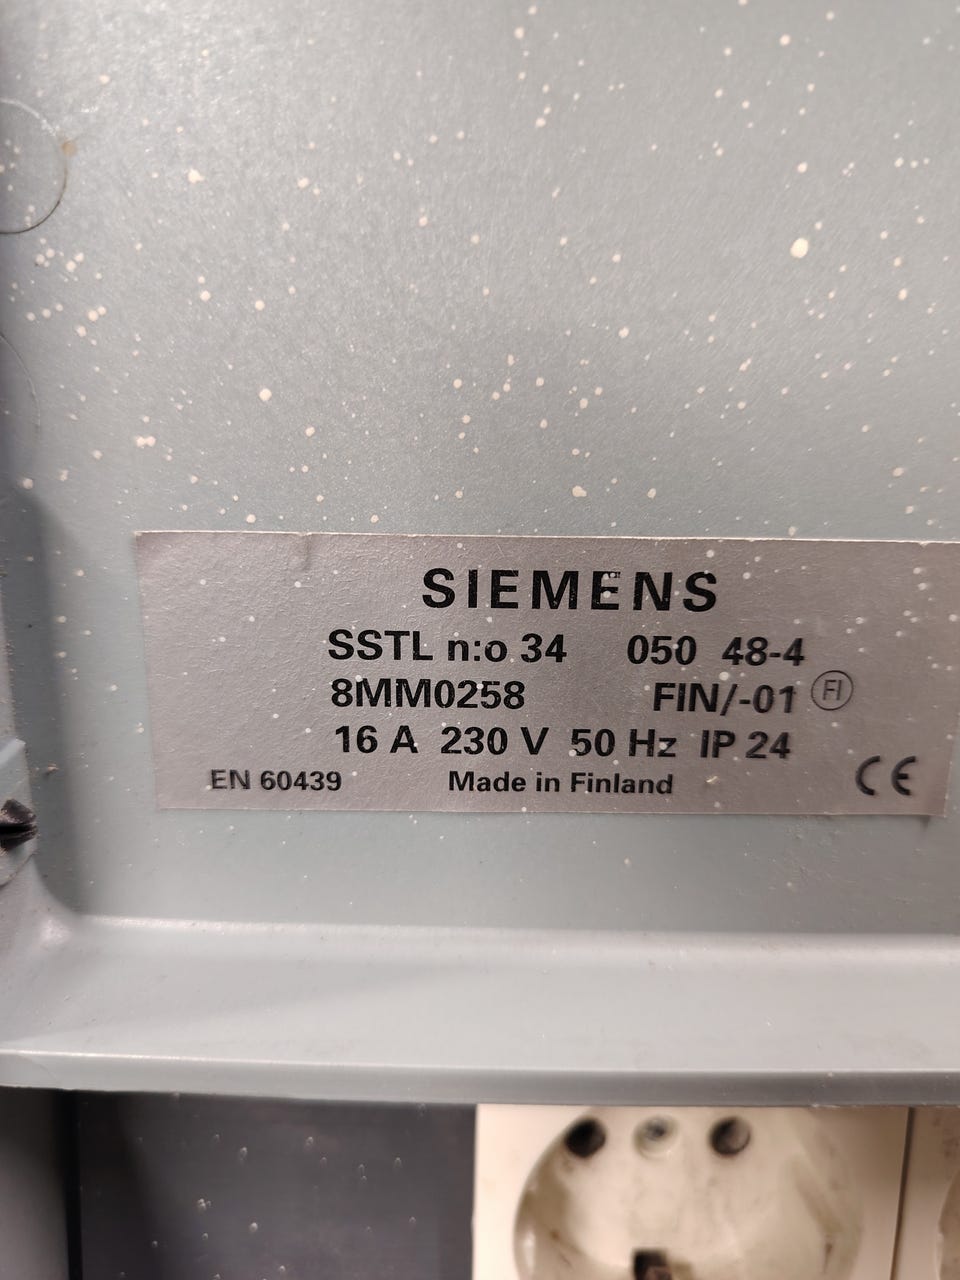 SIEMENS
SSTL n:o 34 050 48-4
8MM0258 FIN/-01 FI
16 A 230 V 50 Hz IP 24
EN 60439 Made in Finland CE